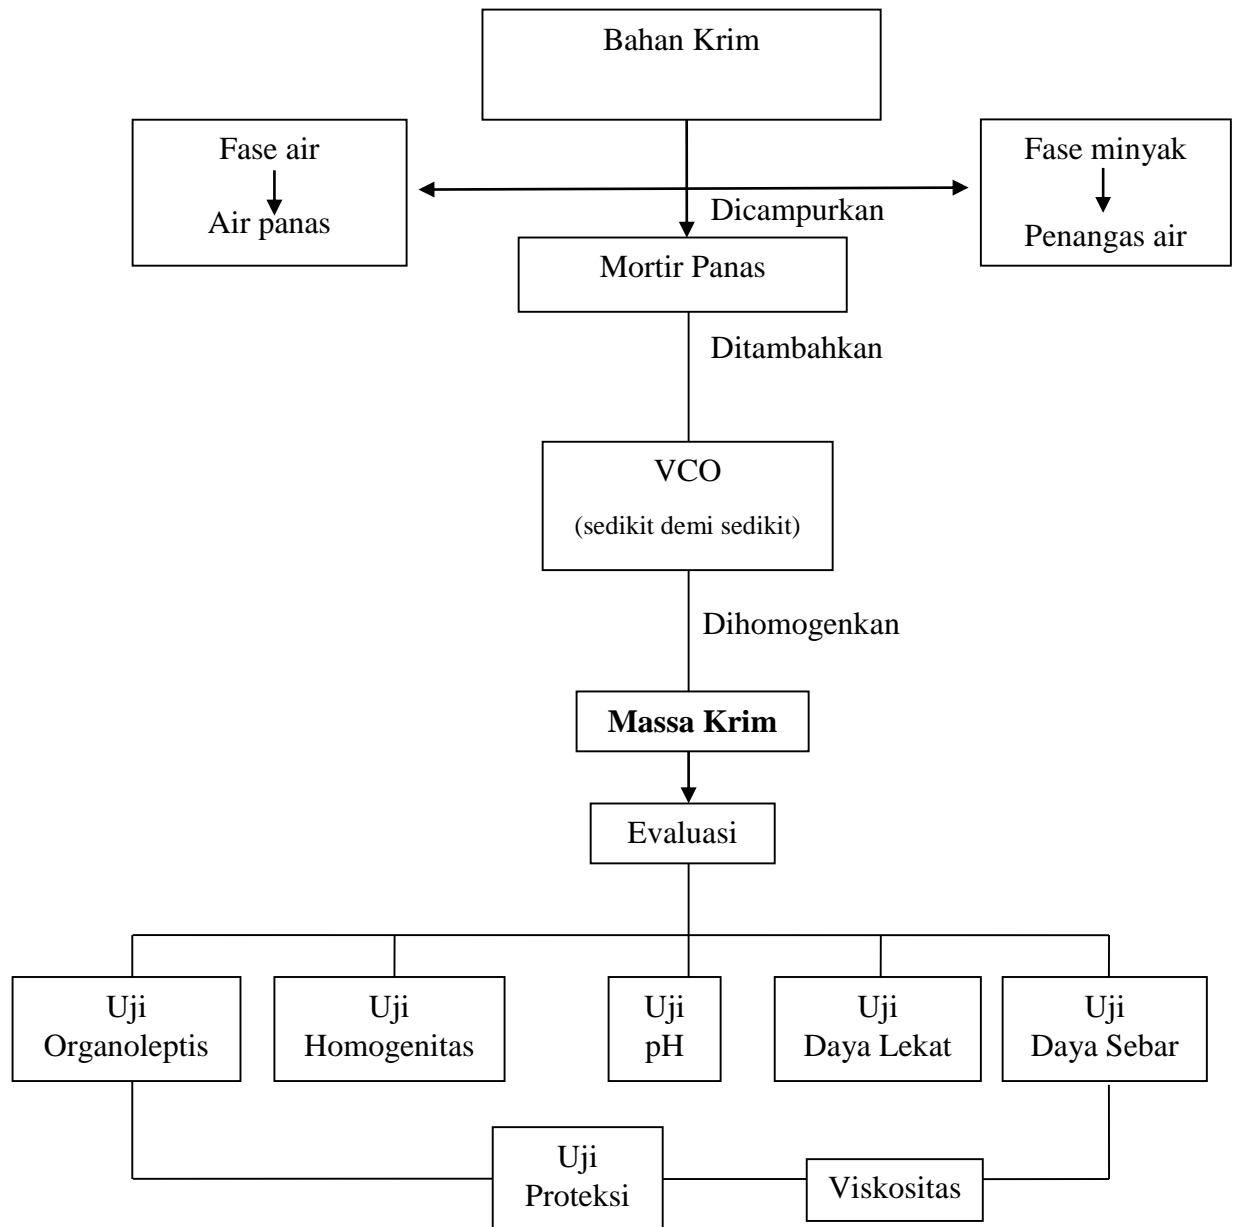 Bahan Krim
Fase air
Air panas
Fase minyak
Penangas air
Dicampurkan
Mortir Panas
Ditambahkan
VCO
(sedikit demi sedikit)
Dihomogenkan
Massa Krim
Evaluasi
Uji
Organoleptis
Uji
Homogenitas
Uji
pH
Uji
Daya Lekat
Uji
Daya Sebar
Uji
Proteksi
Viskositas